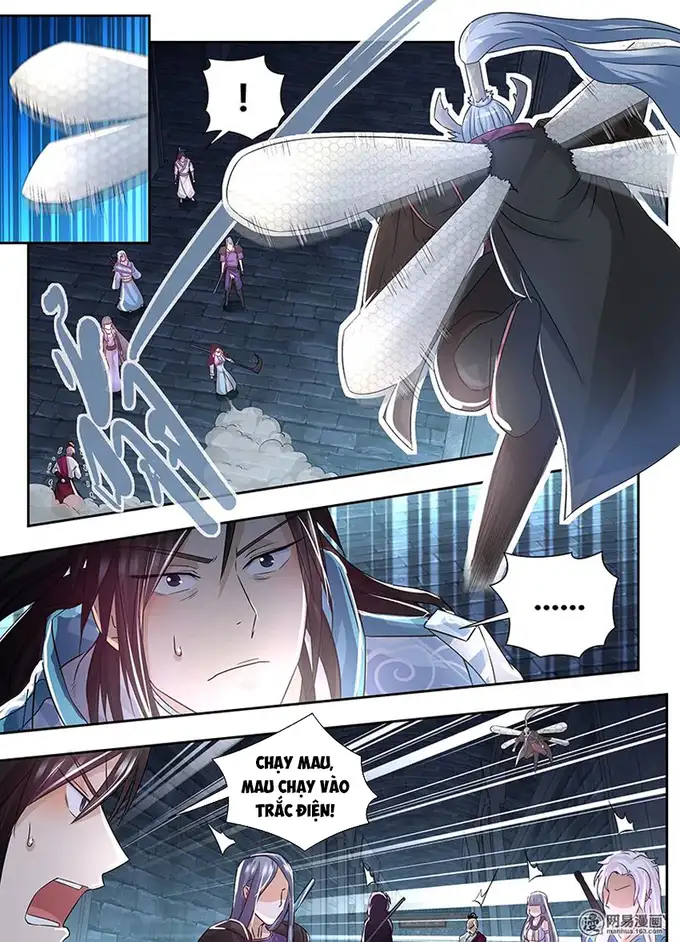 !
......
CHẠY MAU,
MAU CHẠY VÀO
TRẮC ĐIỆN!
网易漫画
manhua.163.com